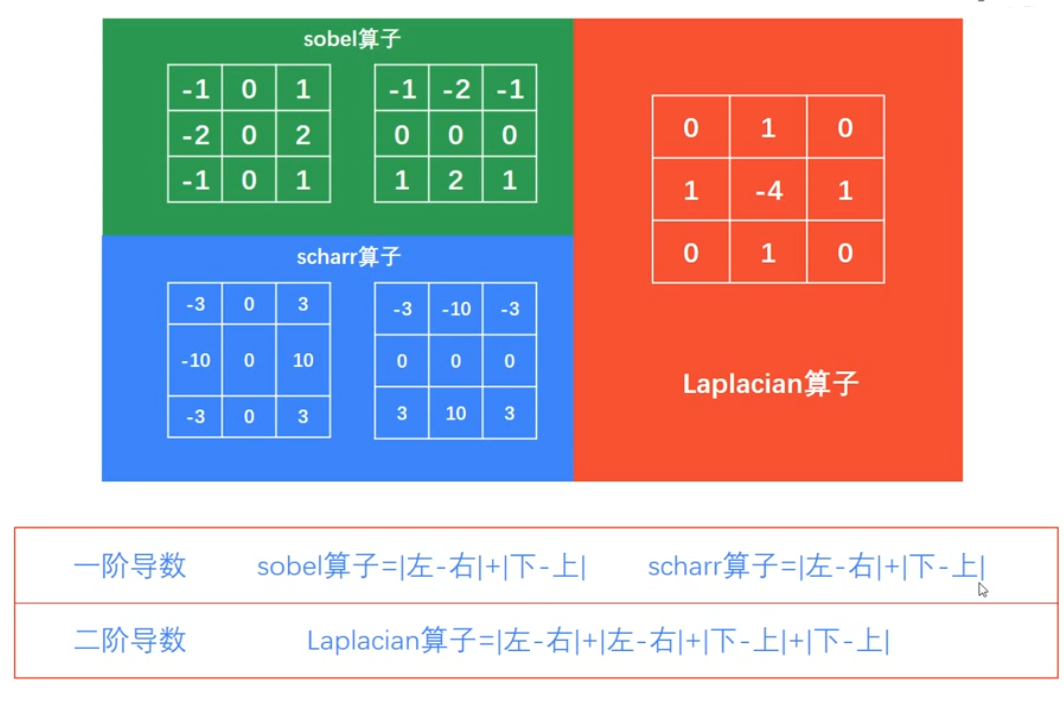 sobel算子
-1 0 1
-2 0 2
-1 0 1
-1 -2 -1
0 0 0
1 2 1
scharr算子
-3 0 3
-10 0 10
-3 0 3
-3 -10 -3
0 0 0
3 10 3
0 1 0
1 -4 1
0 1 0
Laplacian算子
一阶导数 sobel算子=|左-右|+|下-上| scharr算子=|左-右|+|下-上|
二阶导数 Laplacian算子=|左-右|+|左-右|+|下-上|+|下-上|